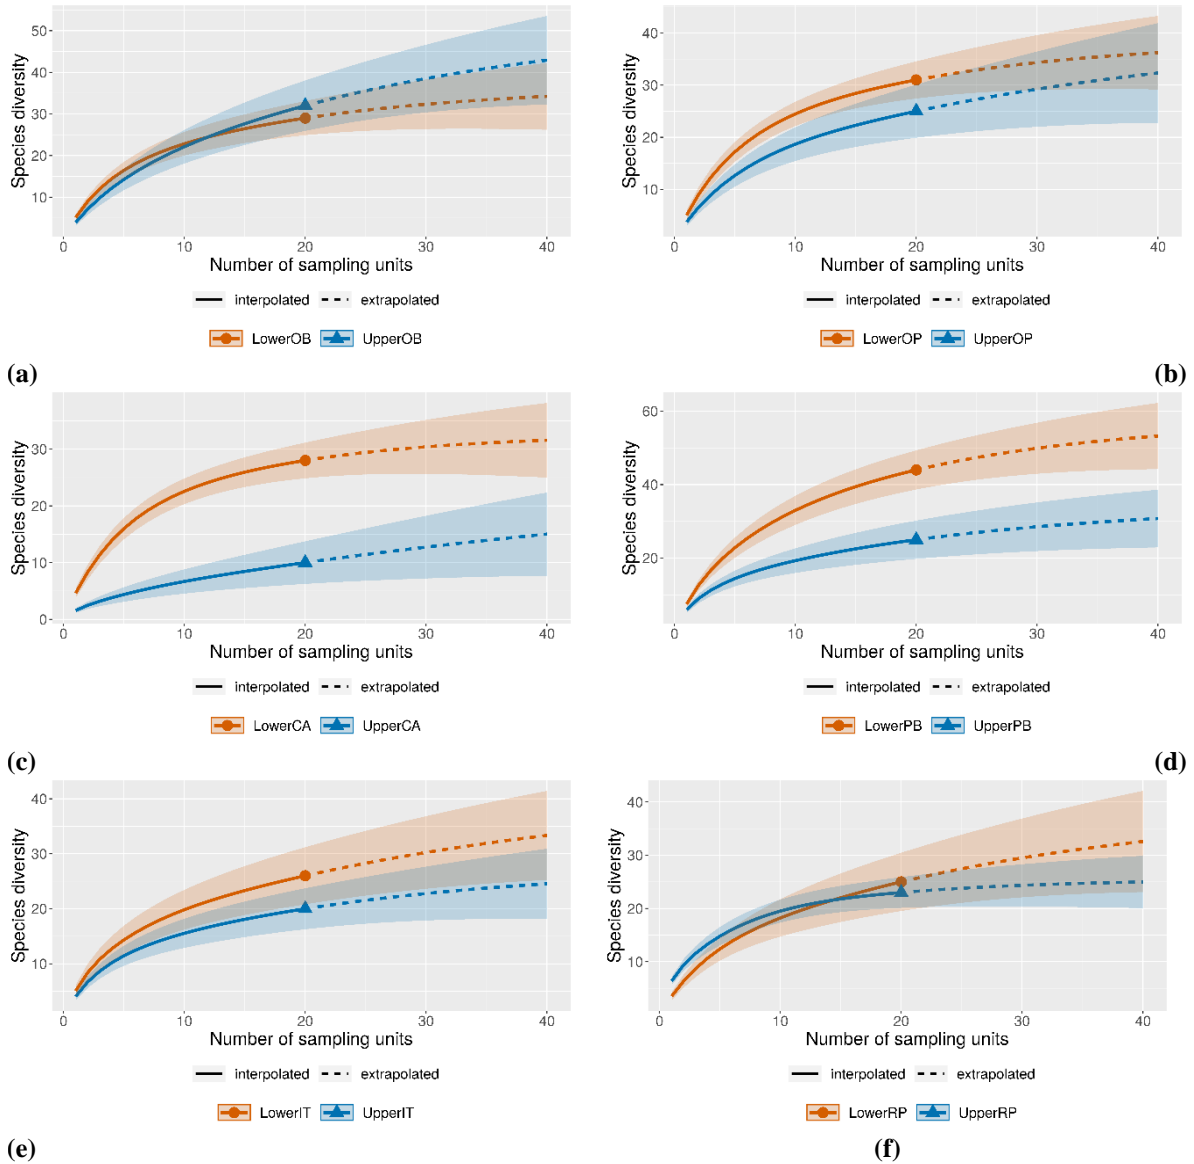 50
40
30
20
10
Species diversity
0 10 20 30 40
Number of sampling units
interpolated extrapolated
LowerOB UpperOB
(a)
40
30
20
10
Species diversity
0 10 20 30 40
Number of sampling units
interpolated extrapolated
LowerOP UpperOP
(b)
30
20
10
0
Species diversity
0 10 20 30 40
Number of sampling units
interpolated extrapolated
LowerCA UpperCA
(c)
60
40
20
Species diversity
0 10 20 30 40
Number of sampling units
interpolated extrapolated
LowerPB UpperPB
(d)
40
30
20
10
Species diversity
0 10 20 30 40
Number of sampling units
interpolated extrapolated
LowerIT UpperIT
(e)
40
30
20
10
Species diversity
0 10 20 30 40
Number of sampling units
interpolated extrapolated
LowerRP UpperRP
(f)